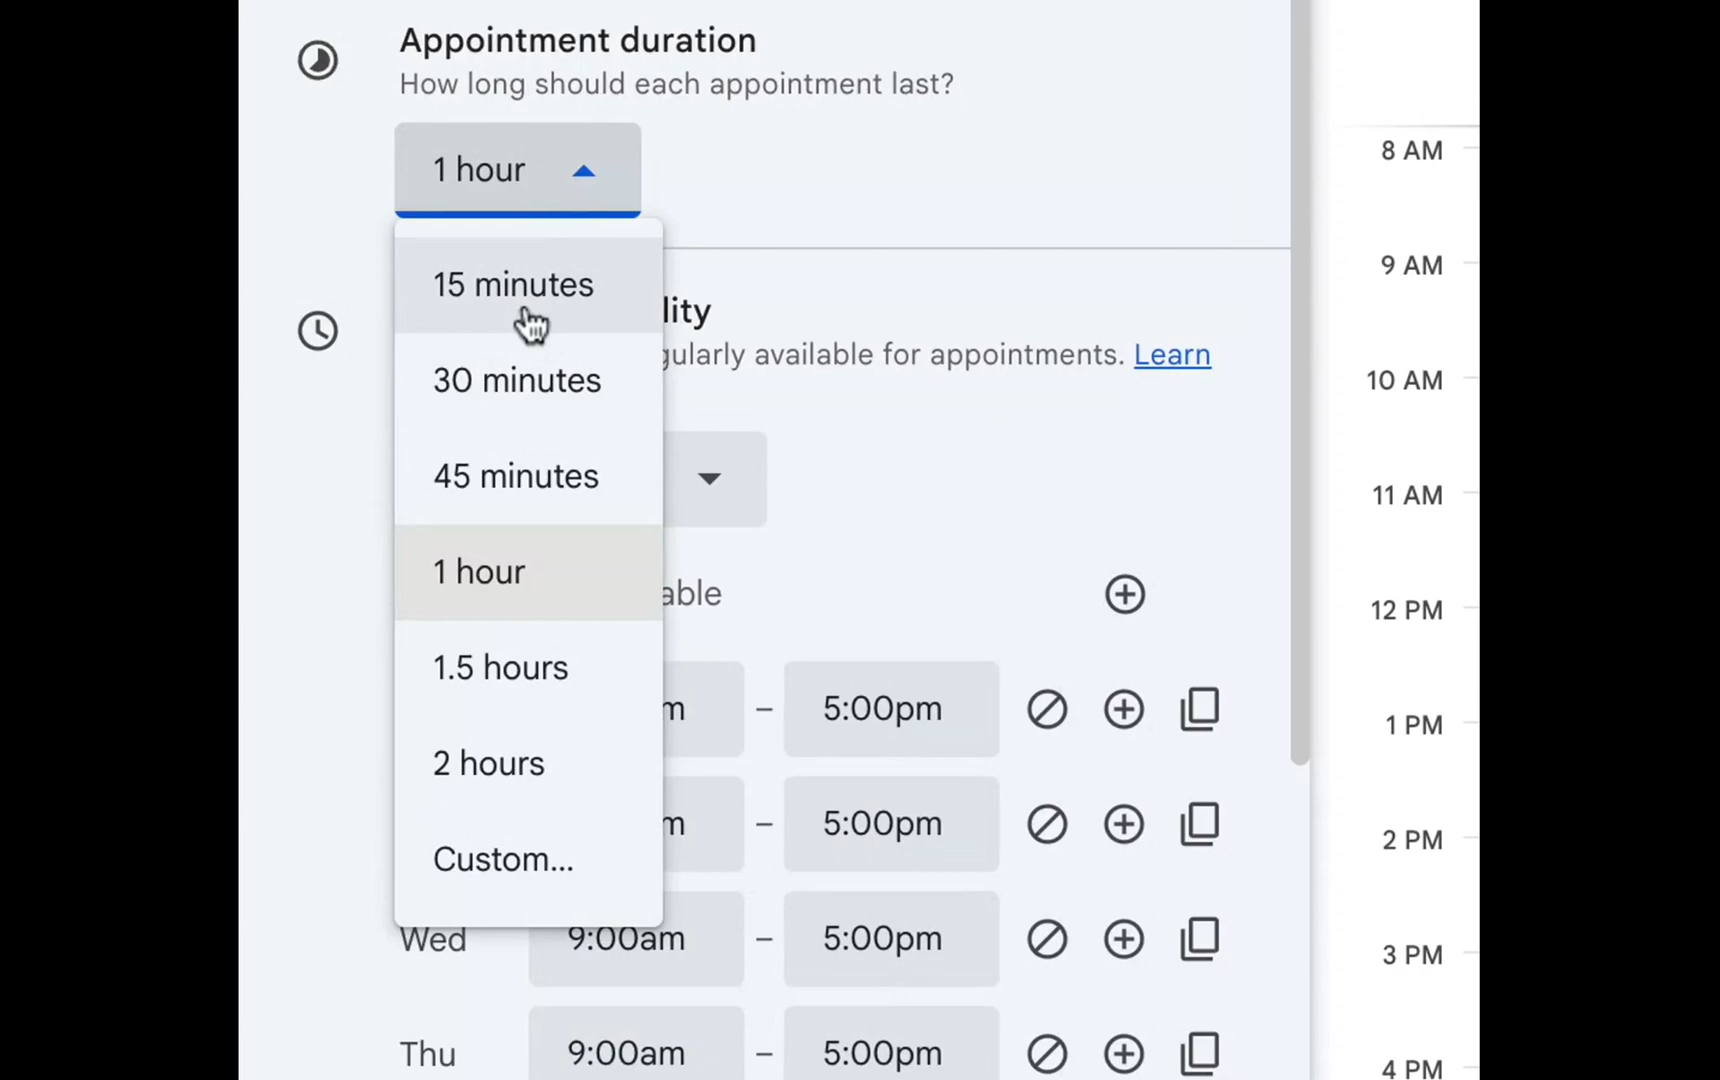 Appointment duration
How long should each appointment last?
1 hour
15 minutes
30 minutes
45 minutes
1 hour
1.5 hours
2 hours
Custom...
appointments. Learn
available for
5:00pm
5:00pm
Wed 9:00am – 5:00pm
Thu 9:00am – 5:00pm
8 AM
9 AM
10 AM
11 AM
12 PM
1 PM
2 PM
3 PM
4 PM